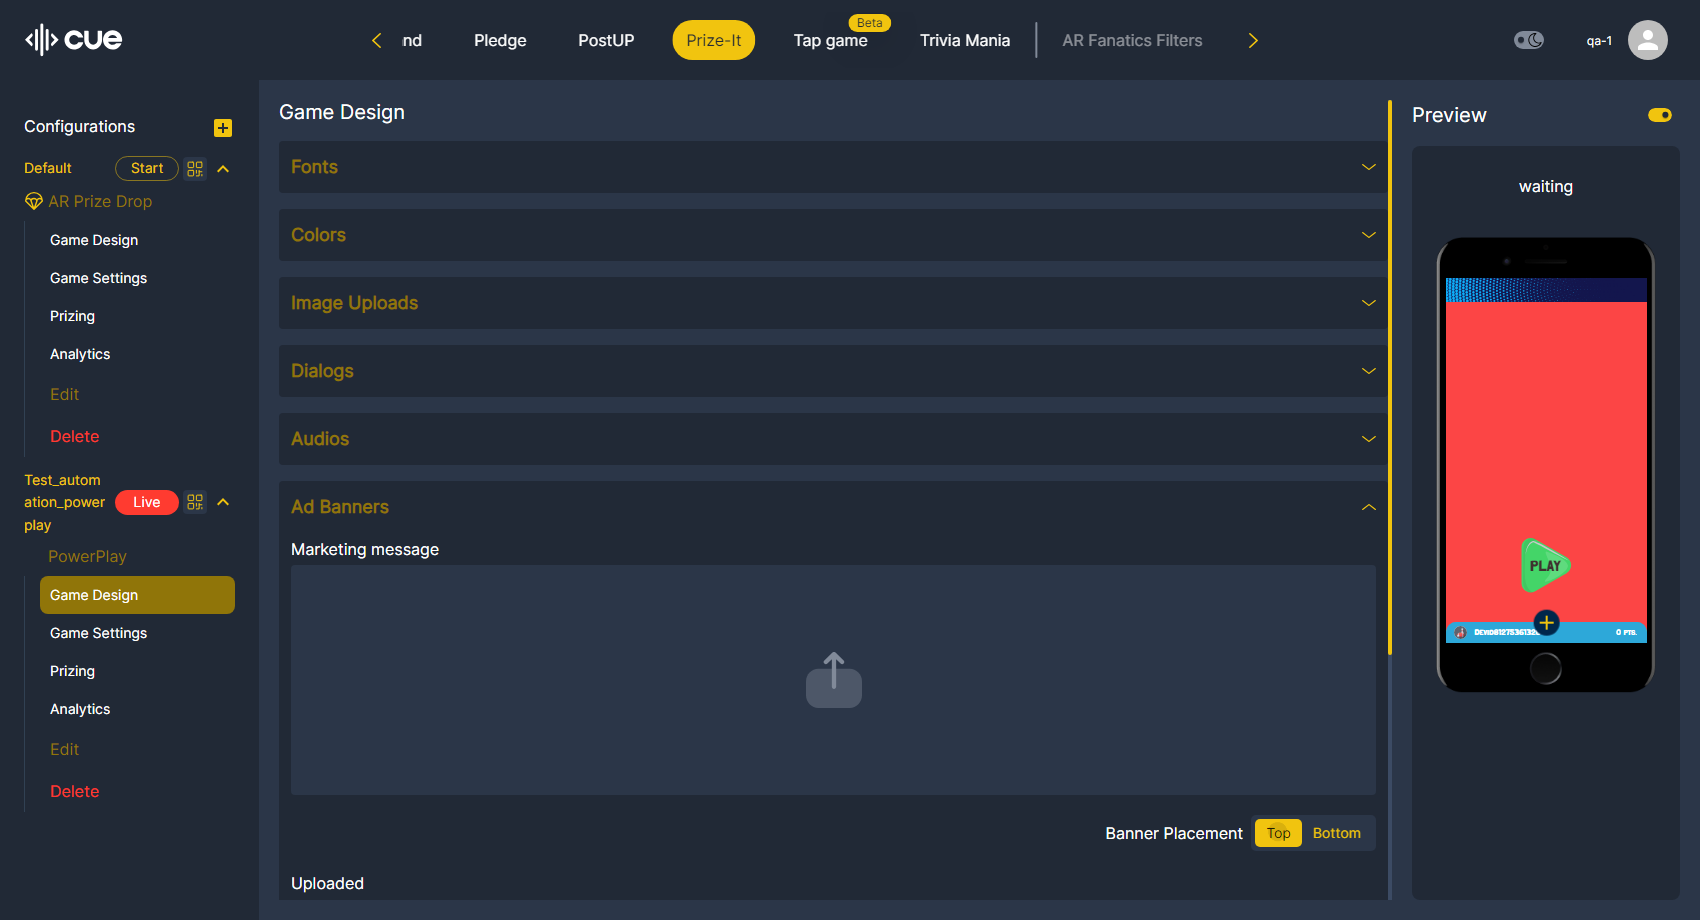 cue
nd
Pledge
PostUP
Prize-It
Beta
Tap game
Trivia Mania
AR Fanatics Filters
qa-1
Configurations
Default
Start
AR Prize Drop
Game Design
Game Settings
Prizing
Analytics
Edit
Delete
Test_autom
ation_power
play
Live
PowerPlay
Game Design
Game Settings
Prizing
Analytics
Edit
Delete
Game Design
Fonts
Colors
Image Uploads
Dialogs
Audios
Ad Banners
Marketing message
Banner Placement
Top
Bottom
Uploaded
Preview
waiting
PLAY
0 PTS.